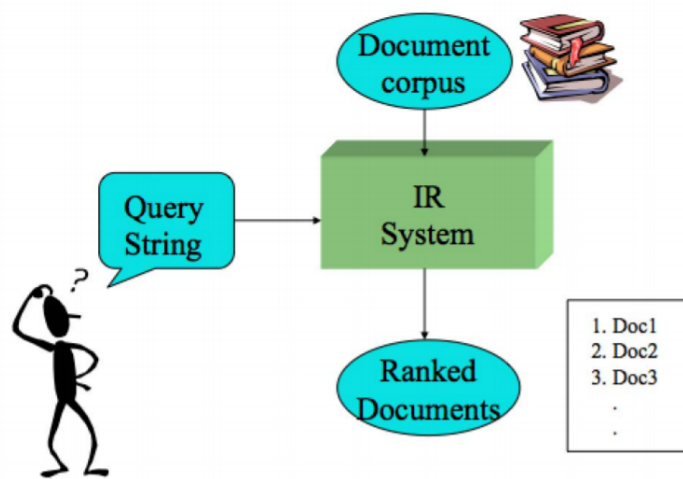 Document
corpus
IR
System
Query
String
?
Ranked
Documents
1. Doc1
2. Doc2
3. Doc3
.
.